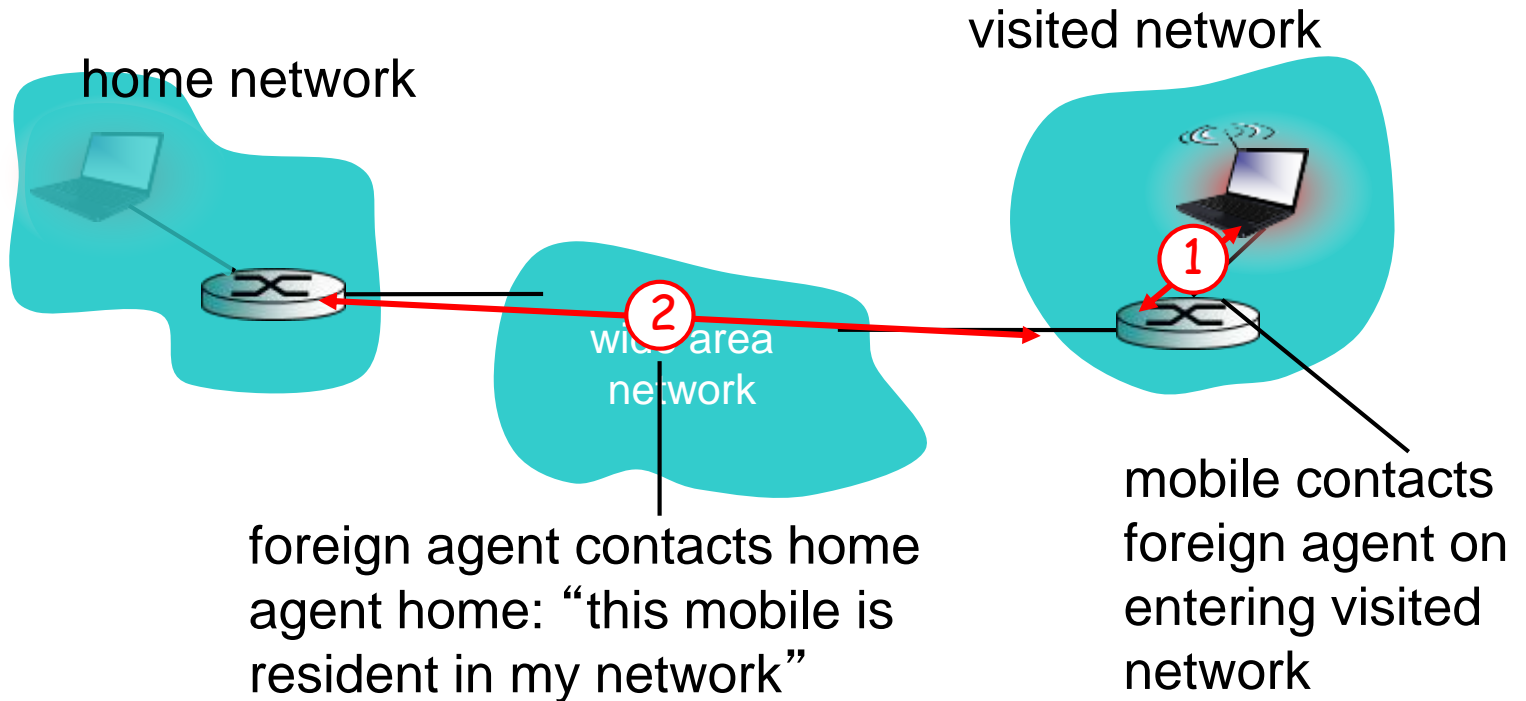 visited network
home network
1
2
wide area
network
foreign agent contacts home
agent home: “this mobile is
resident in my network”
mobile contacts
foreign agent on
entering visited
network